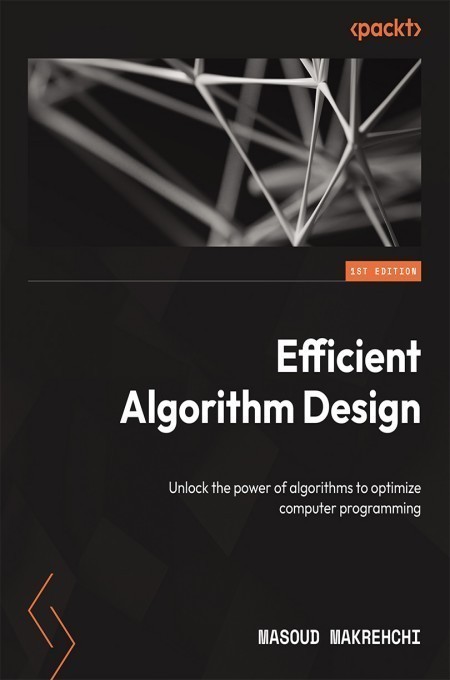 <packt>
1ST EDITION
Efficient
Algorithm Design
Unlock the power of algorithms to optimize
computer programming
MASOUD MAKREHCHI